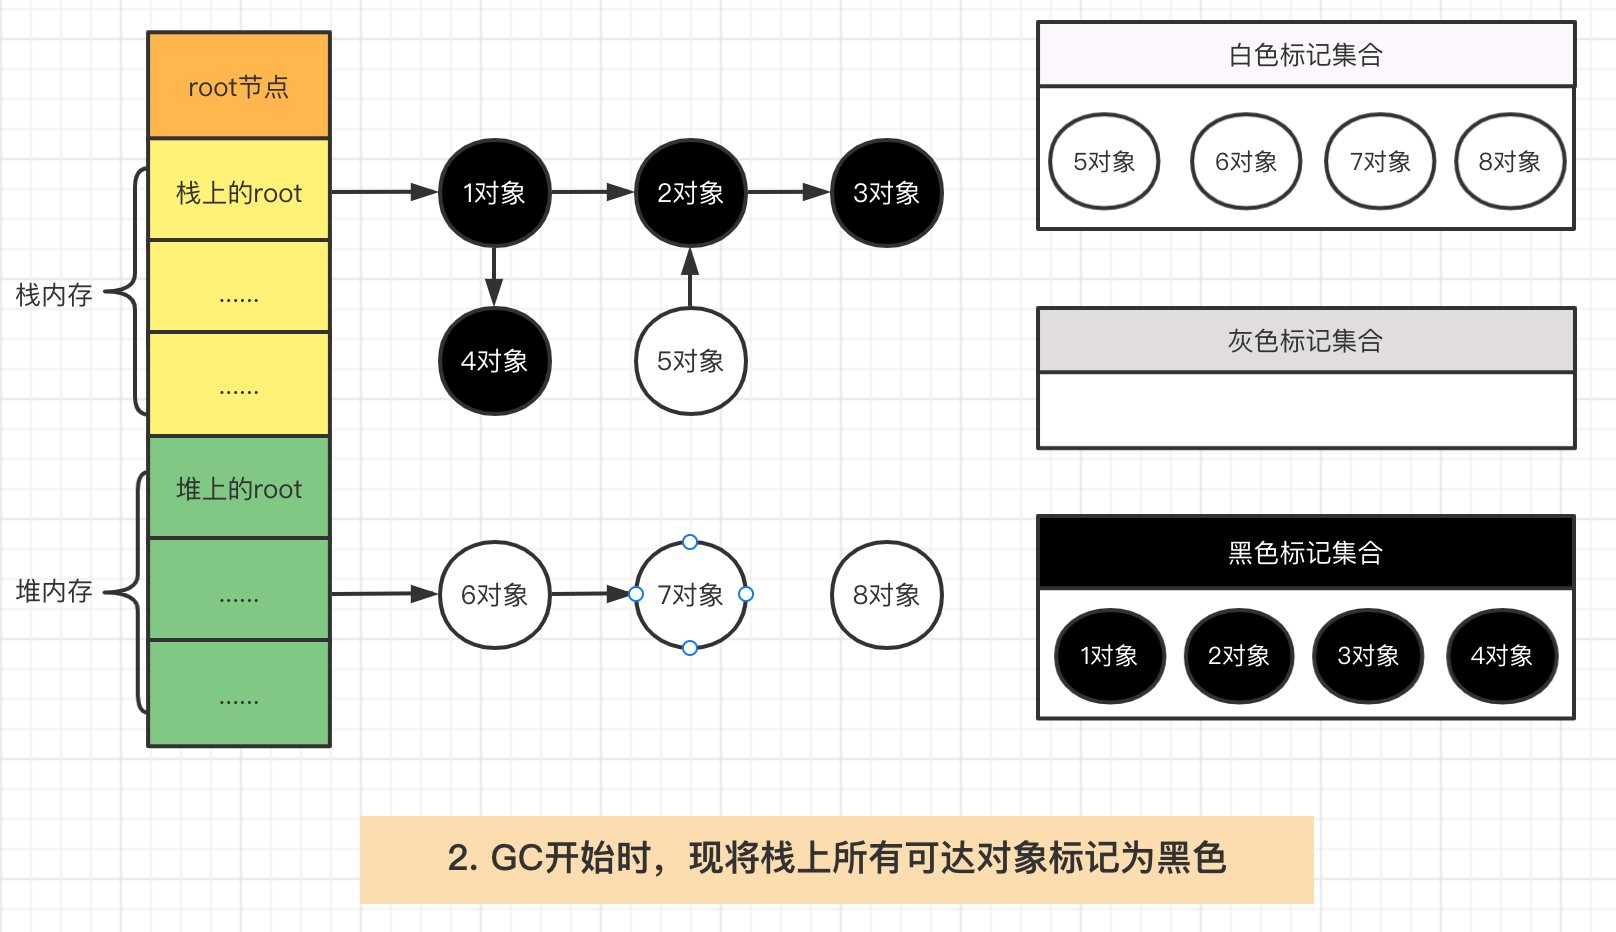 root节点
栈上的root
......
......
堆上的root
......
......
栈内存
堆内存
1对象
2对象
3对象
4对象
5对象
6对象
7对象
8对象
白色标记集合
5对象
6对象
7对象
8对象
灰色标记集合
黑色标记集合
1对象
2对象
3对象
4对象
2. GC开始时，现将栈上所有可达对象标记为黑色